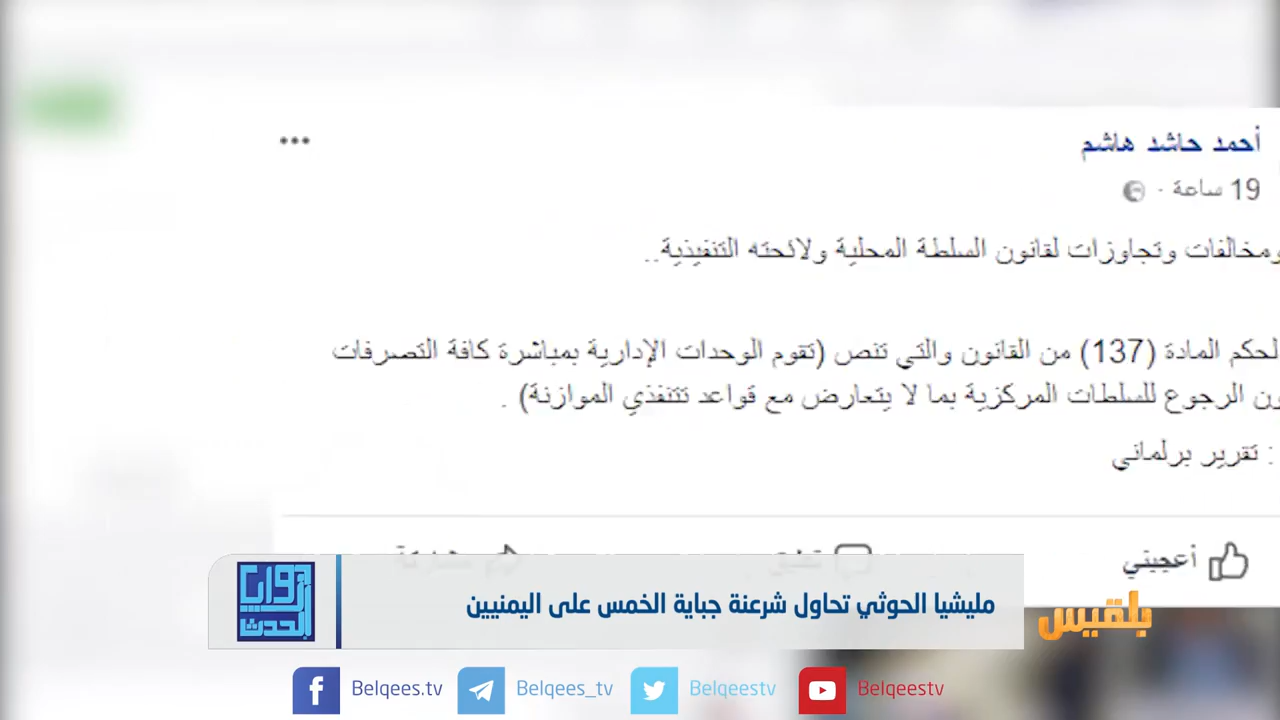 أحمد حاشد هاشم
19 ساعة ·
ومخالفات وتجاوزات لقانون السلطة المحلية ولائحته التنفيذية..
لحكم المادة (137) من القانون والتي تنص (تقوم الوحدات الإدارية بمباشرة كافة التصرفات
ون الرجوع للسلطات المركزية بما لا يتعارض مع قواعد تتنفذي الموازنة) .
: تقرير برلماني
أعجبني
مليشيا الحوثي تحاول شرعنة جباية الخمس على اليمنيين
أبواب الحدث
بلقيس
Belqees.tv
Belqees_tv
Belqeestv
Belqeestv